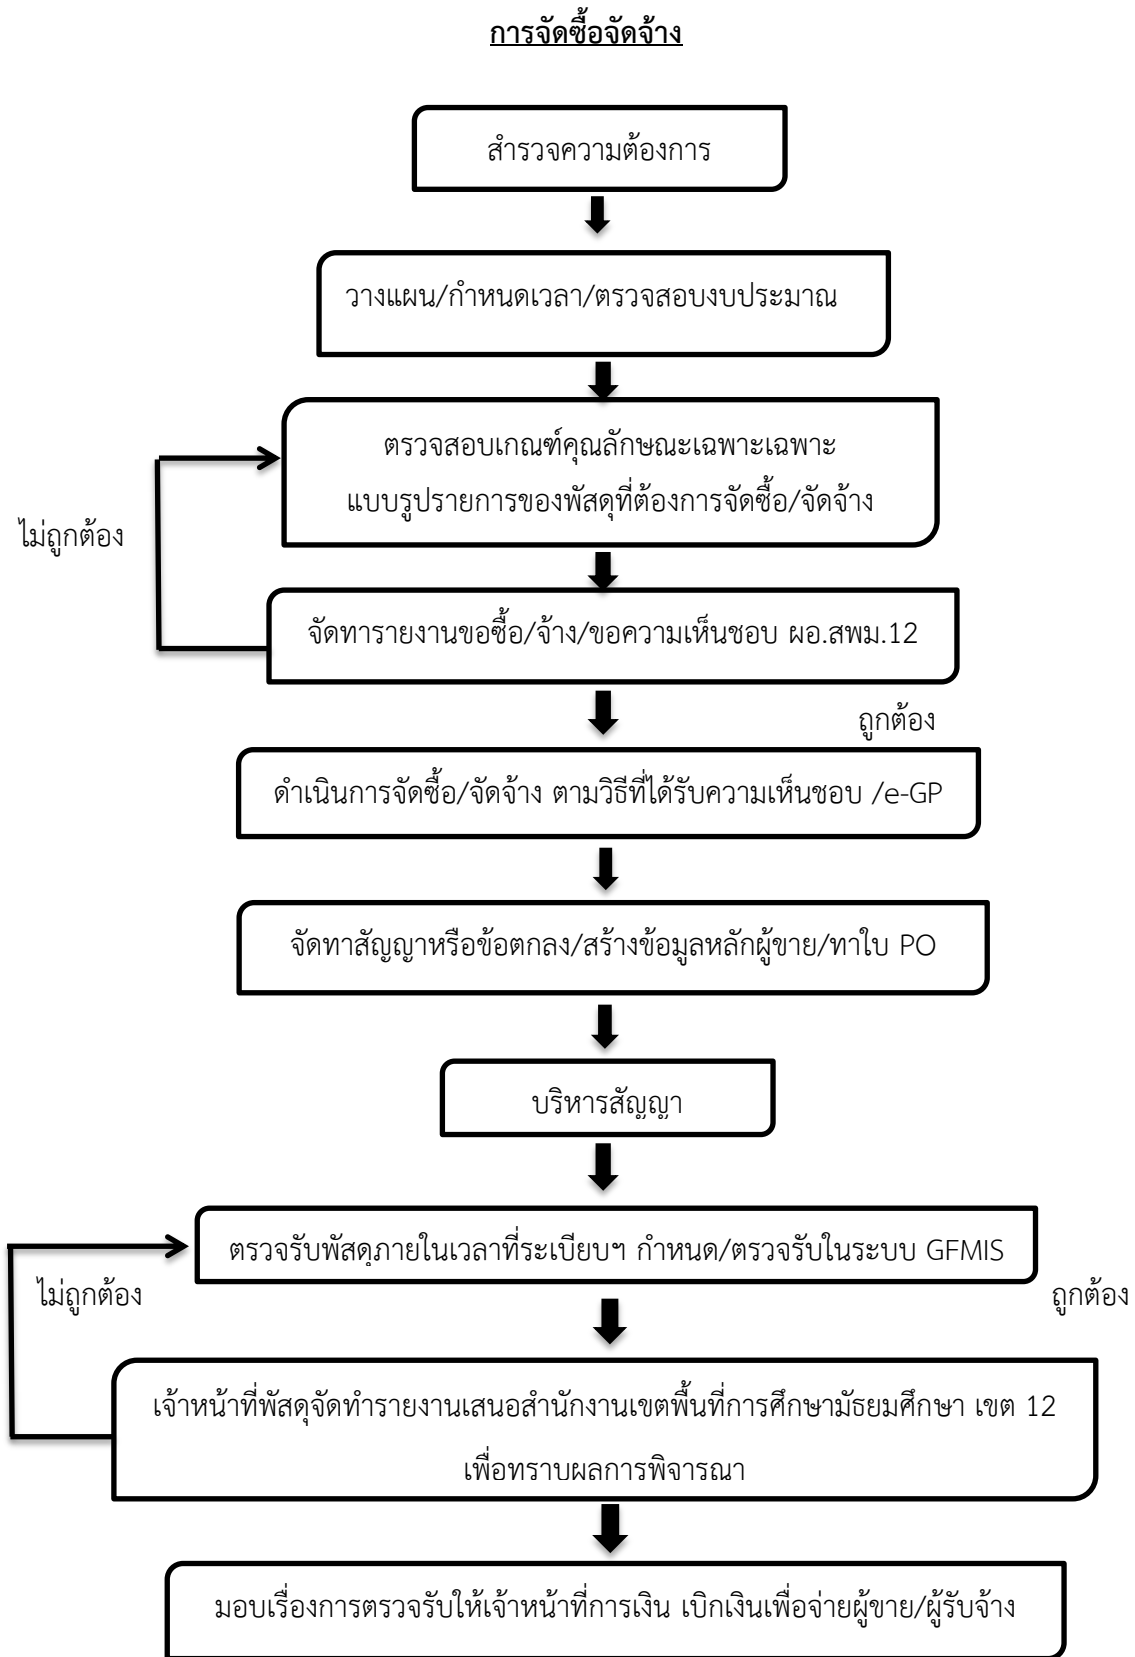 การจัดซื้อจัดจ้าง
สำรวจความต้องการ
วางแผน/กำหนดเวลา/ตรวจสอบงบประมาณ
ตรวจสอบเกณฑ์คุณลักษณะเฉพาะเฉพาะ
แบบรูปรายการของพัสดุที่ต้องการจัดซื้อ/จัดจ้าง
ไม่ถูกต้อง
จัดทารายงานขอซื้อ/จ้าง/ขอความเห็นชอบ ผอ.สพม.12
ถูกต้อง
ดำเนินการจัดซื้อ/จัดจ้าง ตามวิธีที่ได้รับความเห็นชอบ /e-GP
จัดทาสัญญาหรือข้อตกลง/สร้างข้อมูลหลักผู้ขาย/ทาใบ PO
บริหารสัญญา
ตรวจรับพัสดุภายในเวลาที่ระเบียบฯ กำหนด/ตรวจรับในระบบ GFMIS
ไม่ถูกต้อง
ถูกต้อง
เจ้าหน้าที่พัสดุจัดทำรายงานเสนอสำนักงานเขตพื้นที่การศึกษามัธยมศึกษา เขต 12
เพื่อทราบผลการพิจารณา
มอบเรื่องการตรวจรับให้เจ้าหน้าที่การเงิน เบิกเงินเพื่อจ่ายผู้ขาย/ผู้รับจ้าง